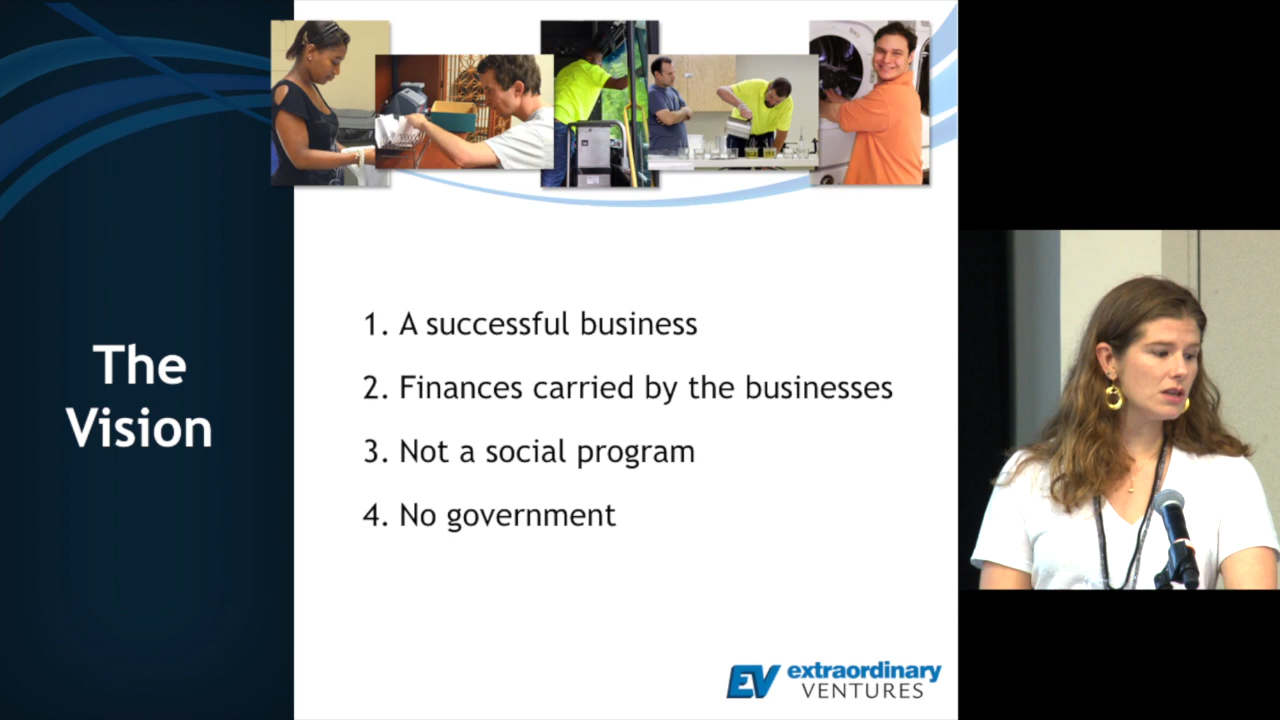 The
Vision
1. A successful business
2. Finances carried by the businesses
3. Not a social program
4. No government
EV extraordinary
VENTURES